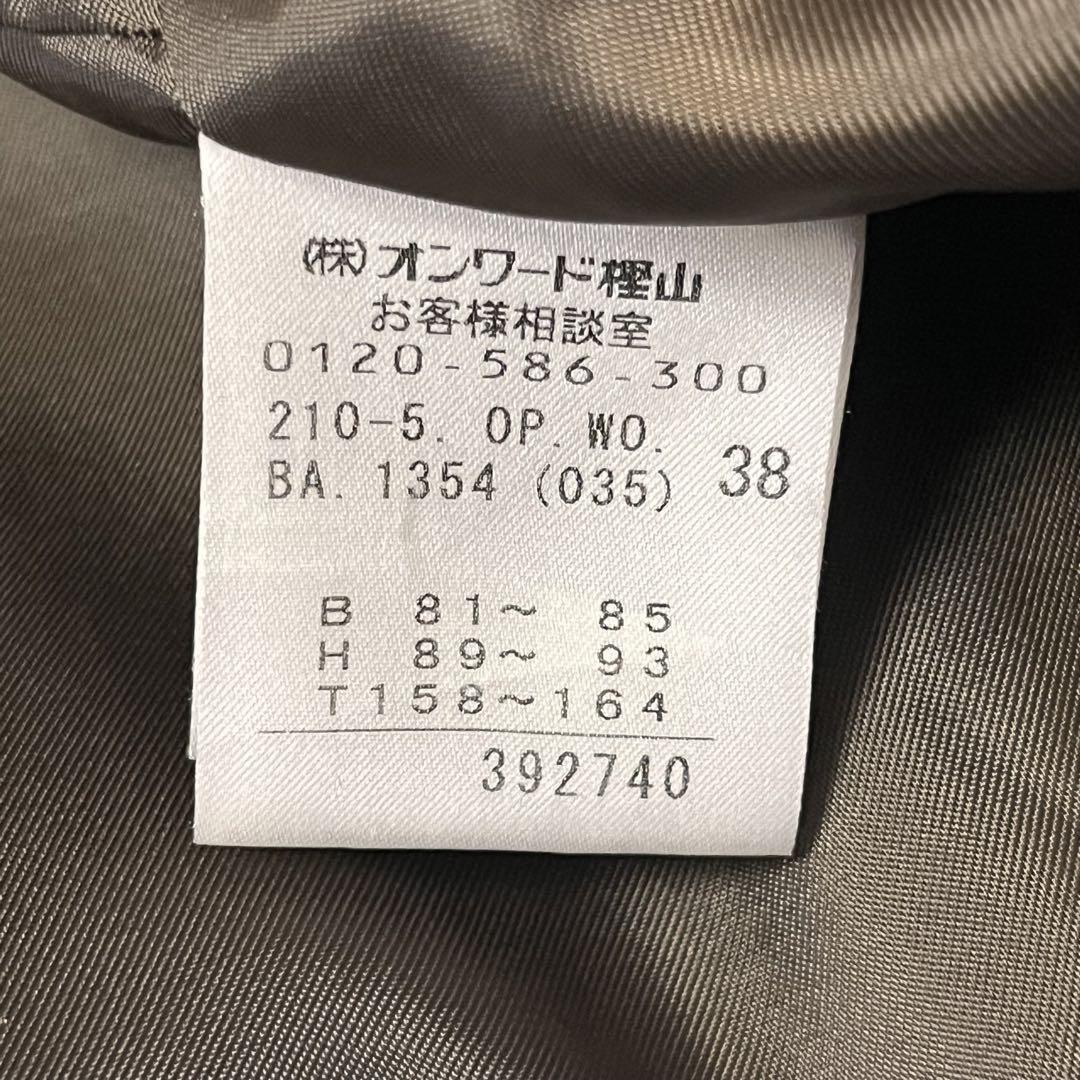 (株)オンワード樫山
お客様相談室
0120-586-300
210-5. OP. WO.
BA. 1354 (035) 38
B 81~ 85
H 89~ 93
T158~164
392740